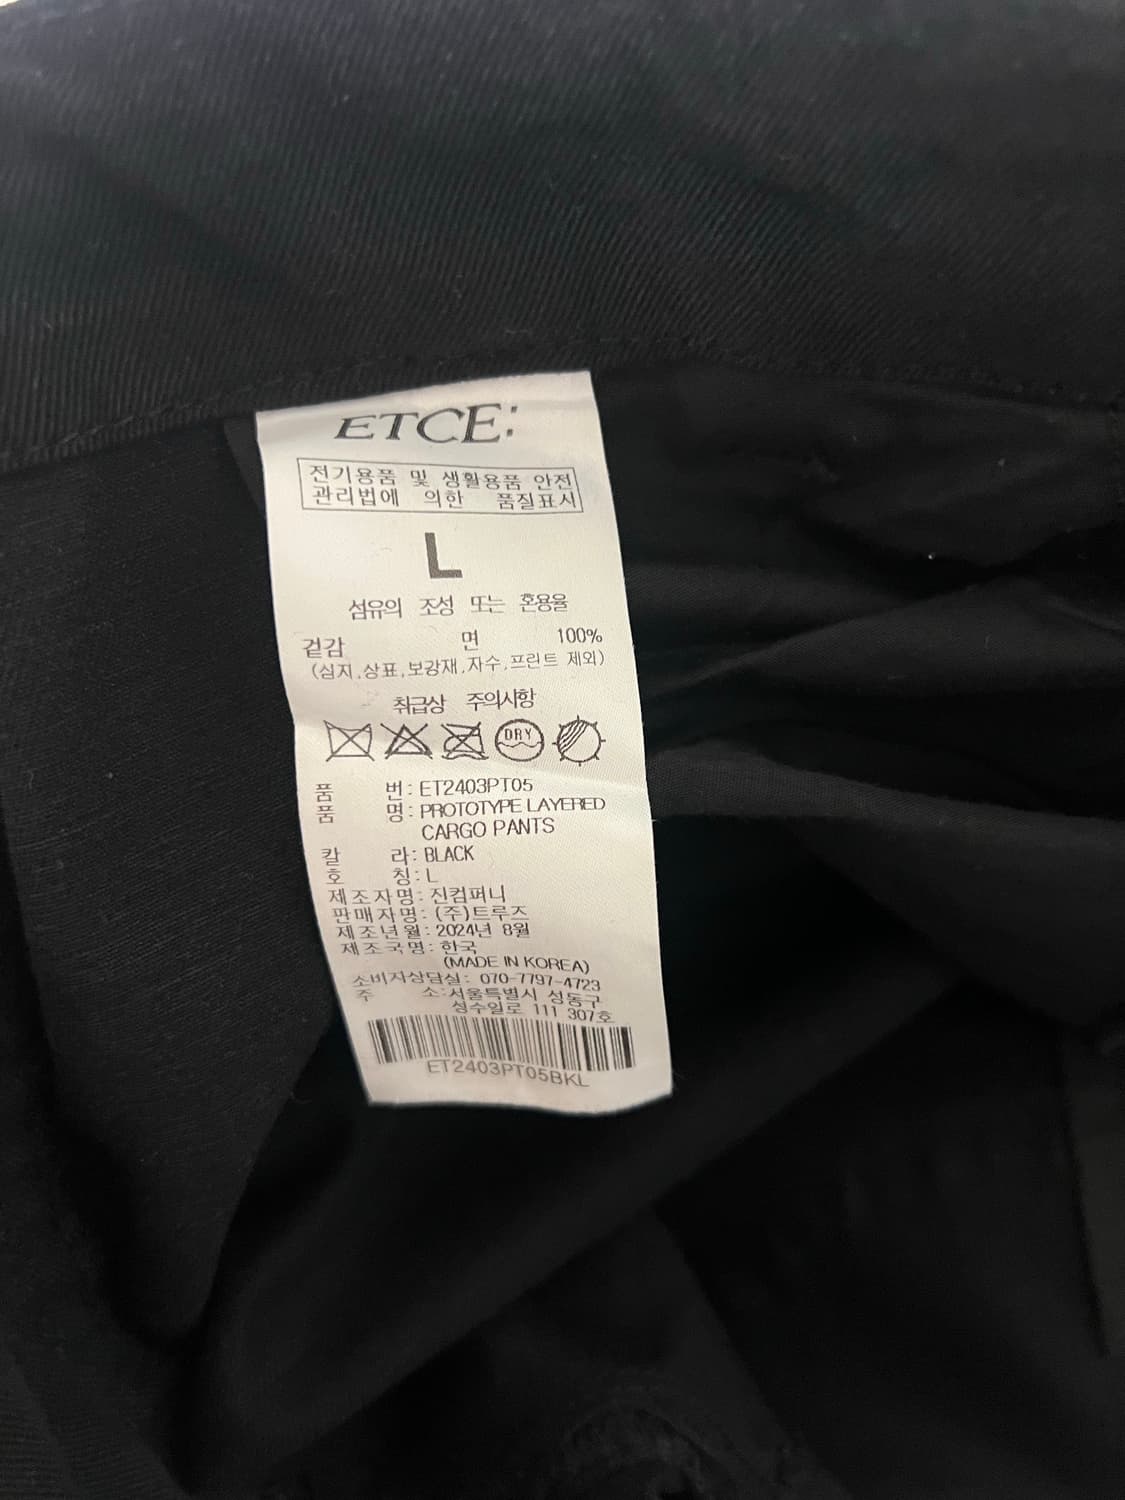 ETCE:
전기용품 및 생활용품 안전
관리법에 의한 품질표시
L
섬유의 조성 또는 혼용율
겉감 면 100%
(심지,상표,보강재,자수,프린트 제외)
취급상 주의사항
DRY
품 번: ET2403PT05
품 명: PROTOTYPE LAYERED
CARGO PANTS
칼 라: BLACK
호 칭: L
제조자명: 진컴퍼니
판매자명: (주)트루즈
제조년월: 2024년 8월
제조국명: 한국
(MADE IN KOREA)
소비자상담실: 070-7797-4723
주 소:서울특별시 성동구
성수일로 111 307호
ET2403PT05BKL